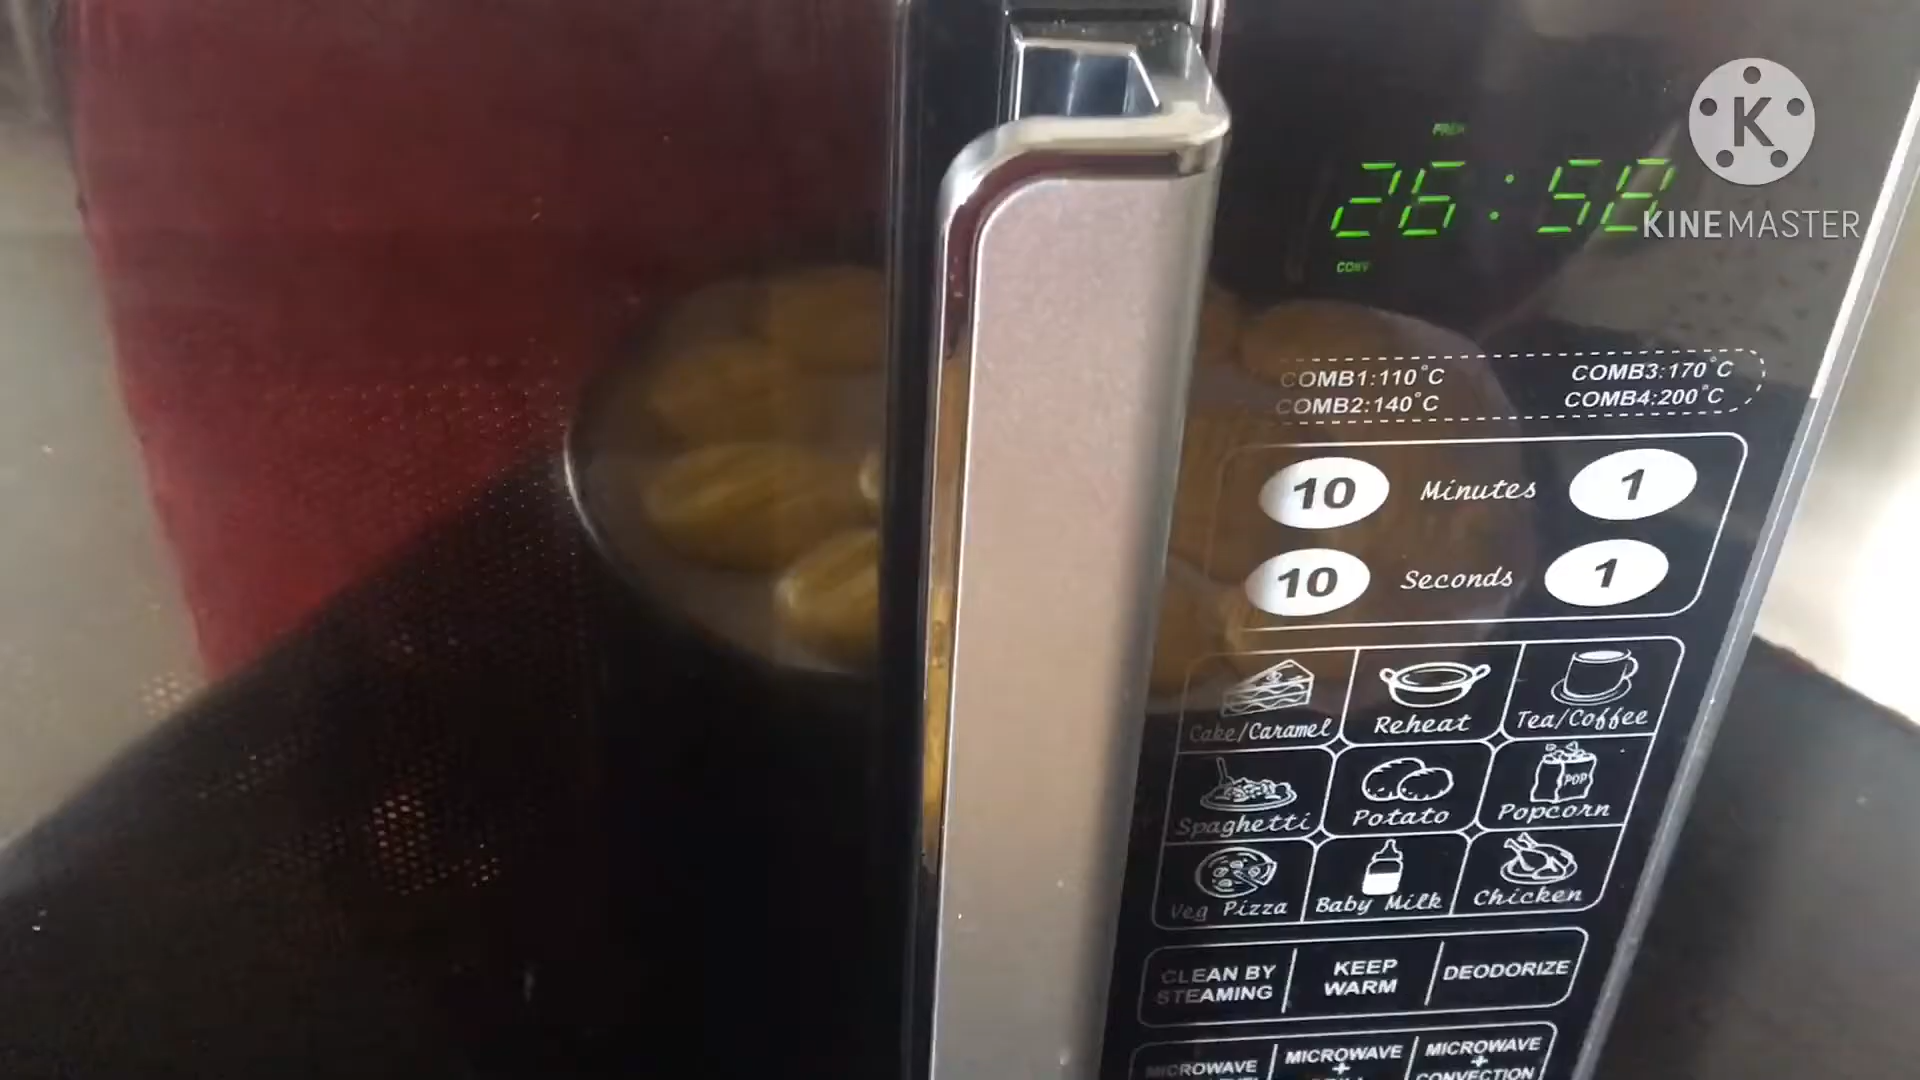 K
KINEMASTER
26:58
CONV
COMB1:110°C COMB3:170°C
COMB2:140°C COMB4:200°C
10 Minutes 1
10 Seconds 1
Cake/Caramel Reheat Tea/Coffee
POP
Spaghetti Potato Popcorn
Veg Pizza Baby Milk Chicken
CLEAN BY STEAMING
KEEP WARM
DEODORIZE
MICROWAVE
MICROWAVE +
MICROWAVE + CONVECTION